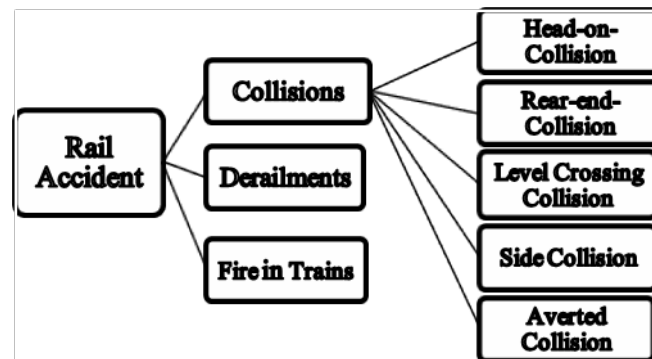 Rail
Accident
Collisions
Derailments
Fire in Trains
Head-on-
Collision
Rear-end-
Collision
Level Crossing
Collision
Side Collision
Averted
Collision